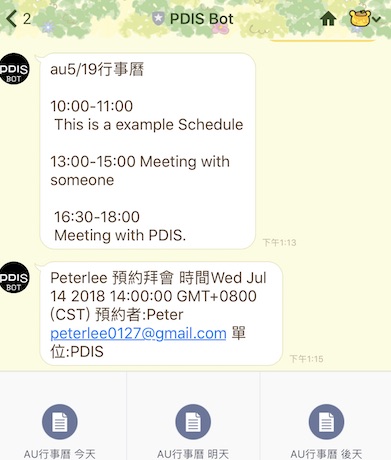 2
PDIS Bot
PDIS
BOT
au5/19行事曆
10:00-11:00
This is a example Schedule
13:00-15:00 Meeting with
someone
16:30-18:00
Meeting with PDIS.
下午1:13
PDIS
BOT
Peterlee 預約拜會 時間Wed Jul
14 2018 14:00:00 GMT+0800
(CST) 預約者:Peter
peterlee0127@gmail.com 單
位:PDIS
下午1:15
AU行事曆 今天
AU行事曆 明天
AU行事曆 後天